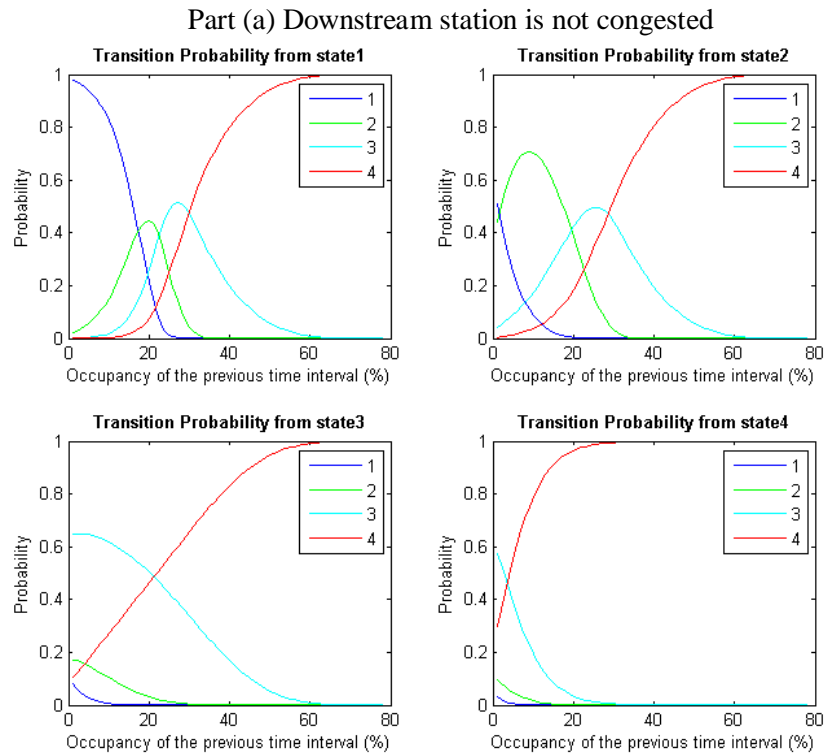 Part (a) Downstream station is not congested
Transition Probability from state1
1
0.8
0.6
0.4
0.2
0
0 20 40 60 80
Probability
Occupancy of the previous time interval (%)
1
2
3
4
Transition Probability from state2
1
0.8
0.6
0.4
0.2
0
0 20 40 60 80
Probability
Occupancy of the previous time interval (%)
1
2
3
4
Transition Probability from state3
1
0.8
0.6
0.4
0.2
0
0 20 40 60 80
Probability
Occupancy of the previous time interval (%)
1
2
3
4
Transition Probability from state4
1
0.8
0.6
0.4
0.2
0
0 20 40 60 80
Probability
Occupancy of the previous time interval (%)
1
2
3
4